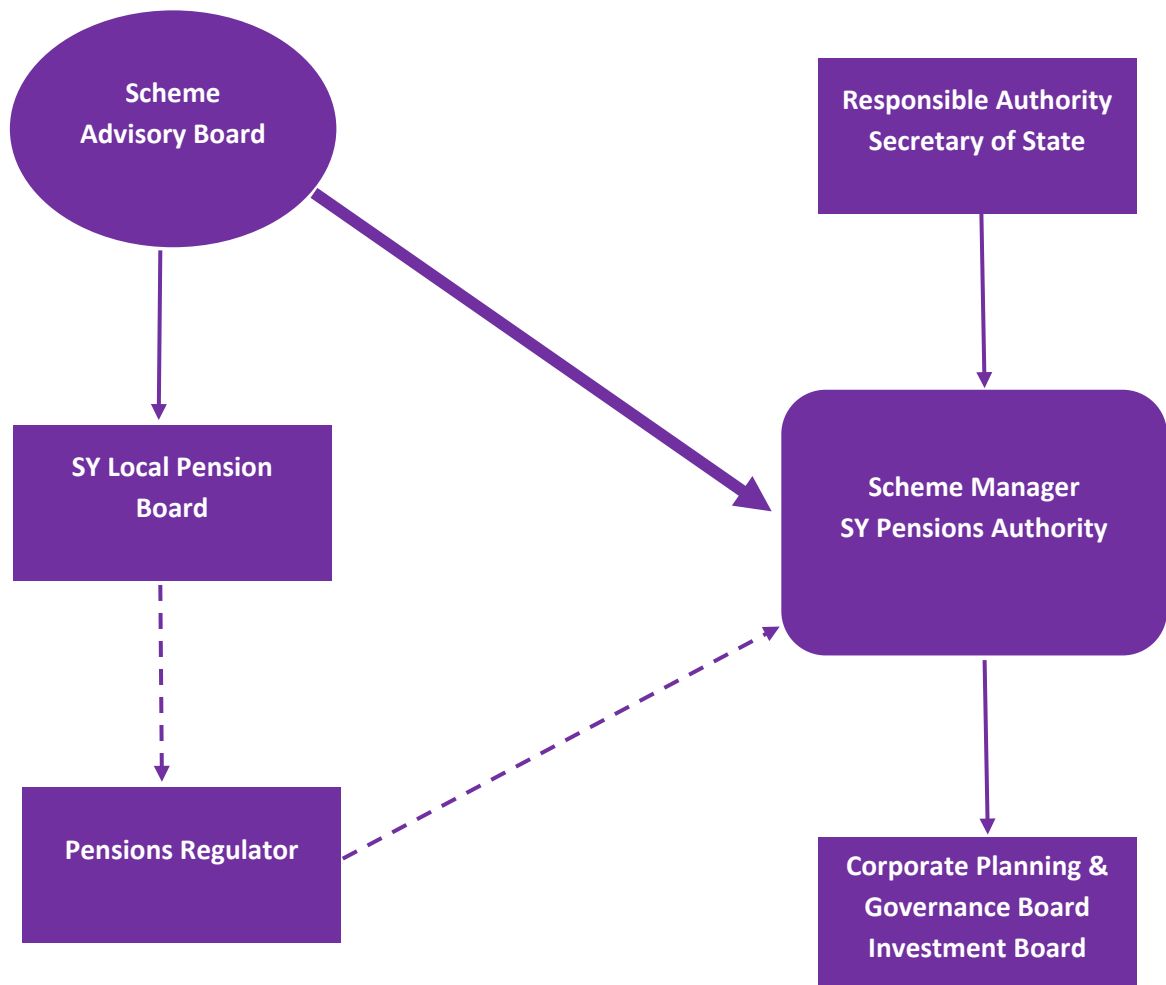 Scheme
Advisory Board
Responsible Authority
Secretary of State
SY Local Pension
Board
Scheme Manager
SY Pensions Authority
Pensions Regulator
Corporate Planning &
Governance Board
Investment Board